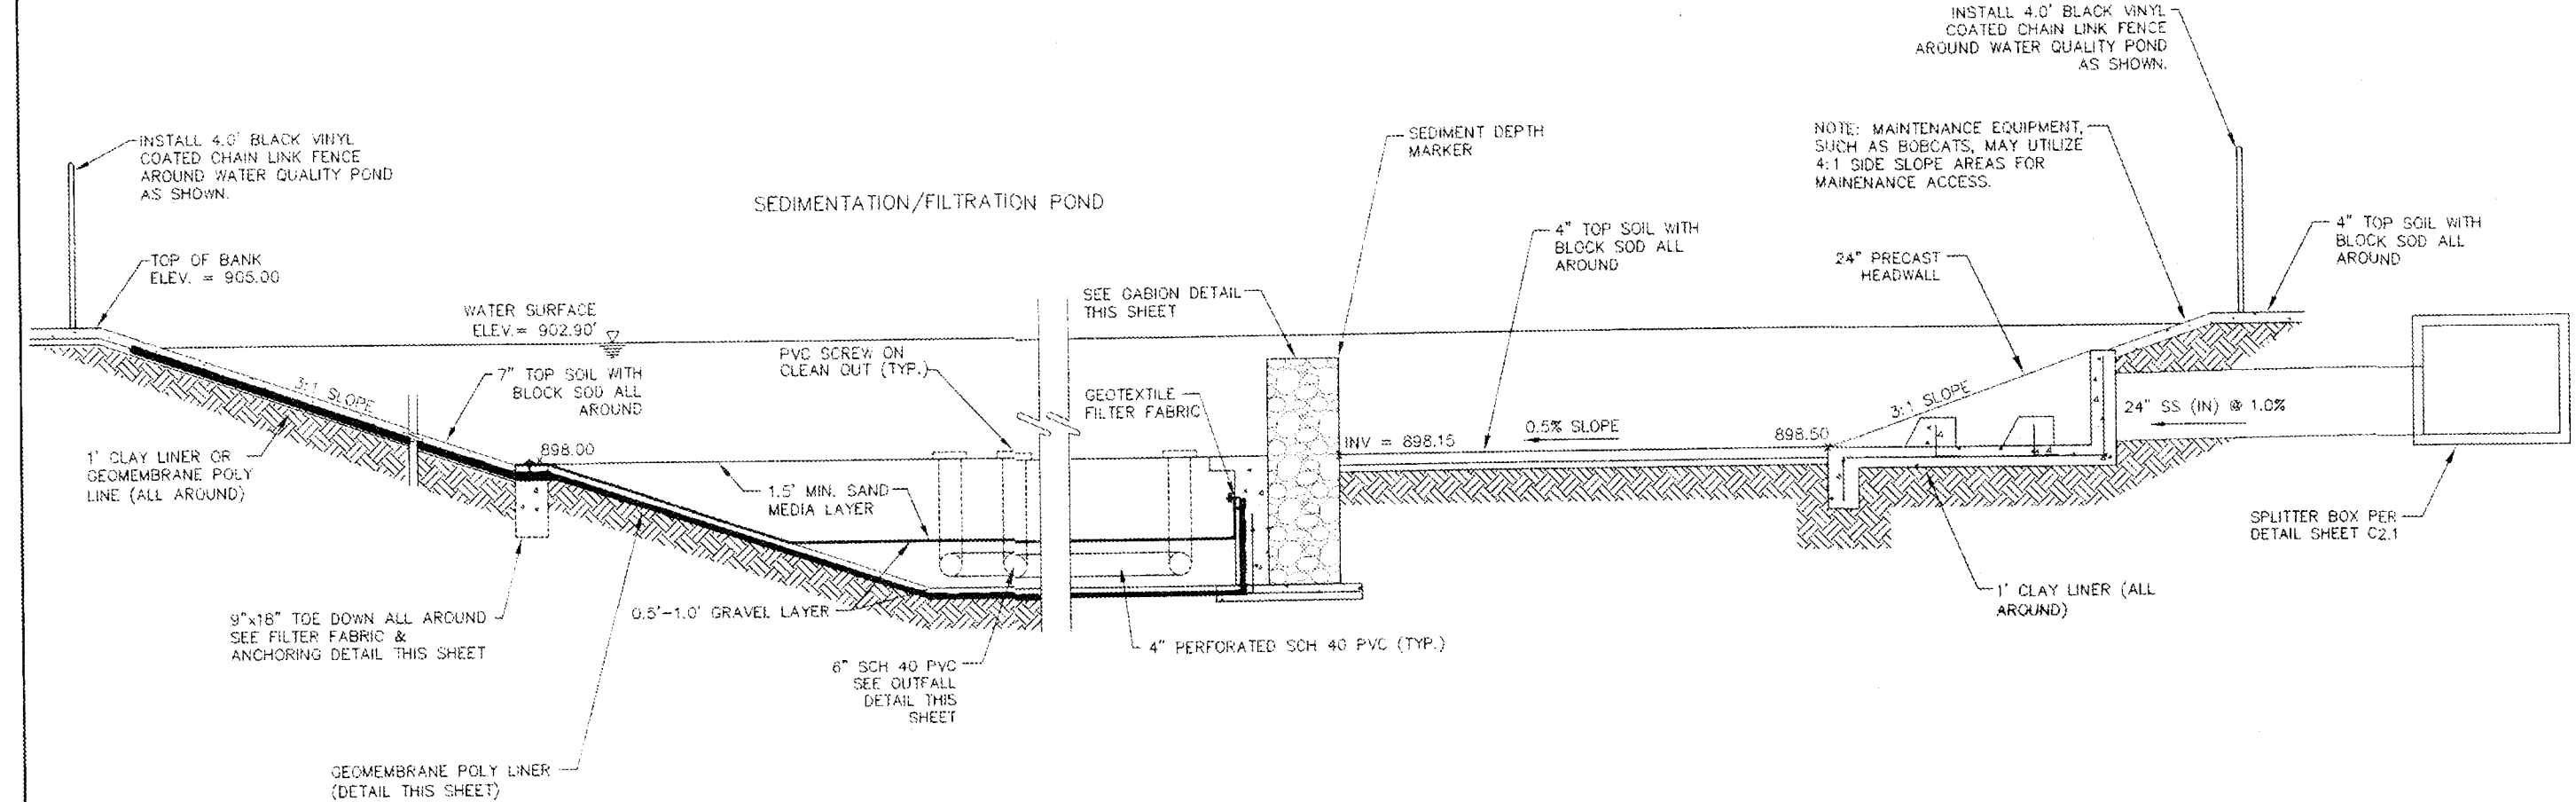 INSTALL 4.0' BLACK VINYL
COATED CHAIN LINK FENCE
AROUND WATER QUALITY POND
AS SHOWN.
INSTALL 4.0' BLACK VINYL
COATED CHAIN LINK FENCE
AROUND WATER QUALITY POND
AS SHOWN.
SEDIMENT DEPTH
MARKER
NOTE: MAINTENANCE EQUIPMENT,
SUCH AS BOBCATS, MAY UTILIZE
4:1 SIDE SLOPE AREAS FOR
MAINENANCE ACCESS.
SEDIMENTATION/FILTRATION POND
4" TOP SOIL WITH
BLOCK SOD ALL
AROUND
4" TOP SOIL WITH
BLOCK SOD ALL
AROUND
TOP OF BANK
ELEV. = 905.00
24" PRECAST
HEADWALL
WATER SURFACE
ELEV.= 902.90'
SEE GABION DETAIL
THIS SHEET
PVC SCREW ON
CLEAN OUT (TYP.)
3:1 SLOPE
7" TOP SOIL WITH
BLOCK SOD ALL
AROUND
GEOTEXTILE
FILTER FABRIC
3:1 SLOPE
24" SS (IN) @ 1.0%
0.5% SLOPE
INV = 898.15
898.50
898.00
1' CLAY LINER OR
GEOMEMBRANE POLY
LINE (ALL AROUND)
1.5' MIN. SAND
MEDIA LAYER
SPLITTER BOX PER
DETAIL SHEET C2.1
1' CLAY LINER (ALL
AROUND)
9"x18" TOE DOWN ALL AROUND
SEE FILTER FABRIC &
ANCHORING DETAIL THIS SHEET
0.5'-1.0' GRAVEL LAYER
4" PERFORATED SCH 40 PVC (TYP.)
6" SCH 40 PVC
SEE OUTFALL
DETAIL THIS
SHEET
GEOMEMBRANE POLY LINER
(DETAIL THIS SHEET)